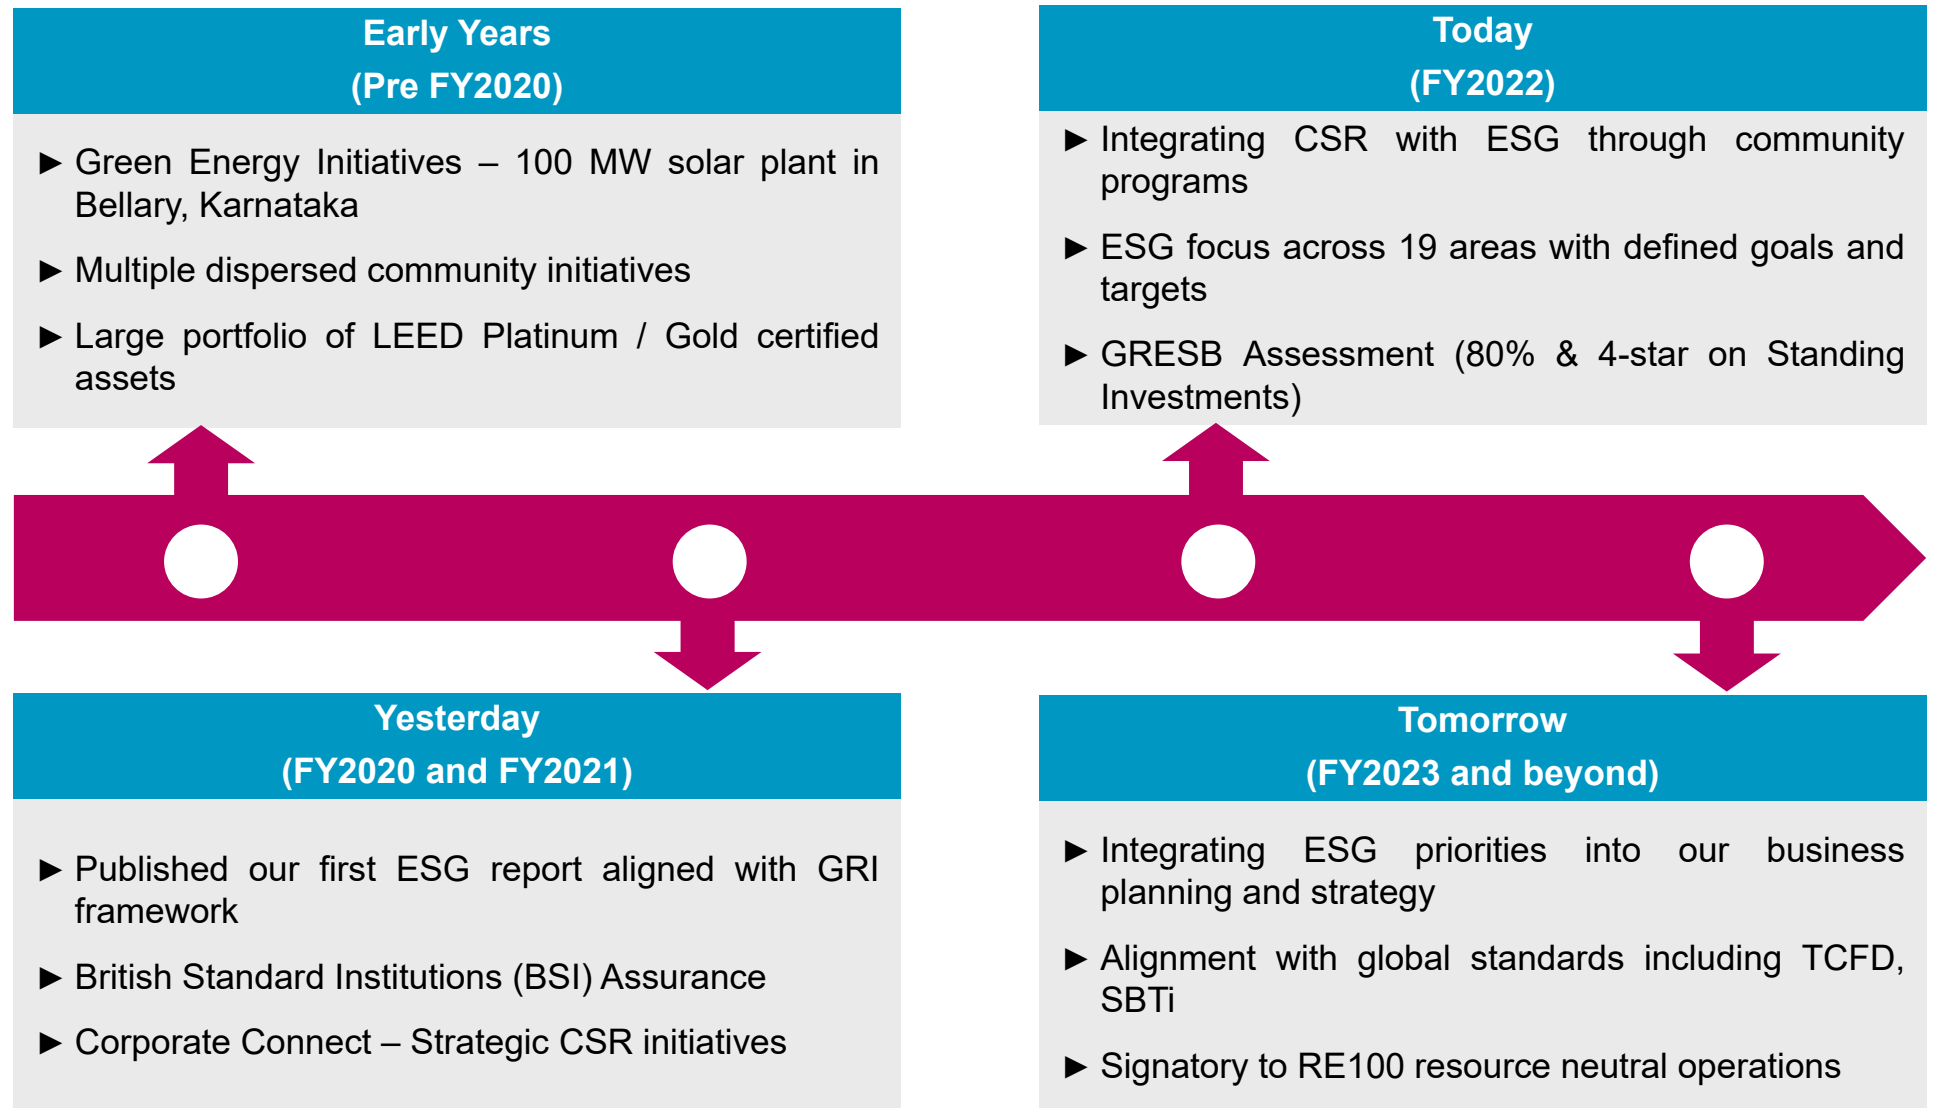 Early Years
(Pre FY2020)
► Green Energy Initiatives – 100 MW solar plant in
Bellary, Karnataka
► Multiple dispersed community initiatives
► Large portfolio of LEED Platinum / Gold certified
assets
Today
(FY2022)
► Integrating CSR with ESG through community
programs
► ESG focus across 19 areas with defined goals and
targets
► GRESB Assessment (80% & 4-star on Standing
Investments)
Yesterday
(FY2020 and FY2021)
► Published our first ESG report aligned with GRI
framework
► British Standard Institutions (BSI) Assurance
► Corporate Connect – Strategic CSR initiatives
Tomorrow
(FY2023 and beyond)
► Integrating ESG priorities into our business
planning and strategy
► Alignment with global standards including TCFD,
SBTi
► Signatory to RE100 resource neutral operations